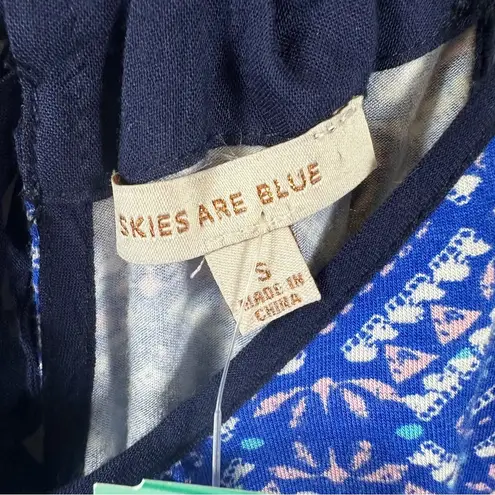 SKIES ARE BLUE
S
MADE IN
CHINA